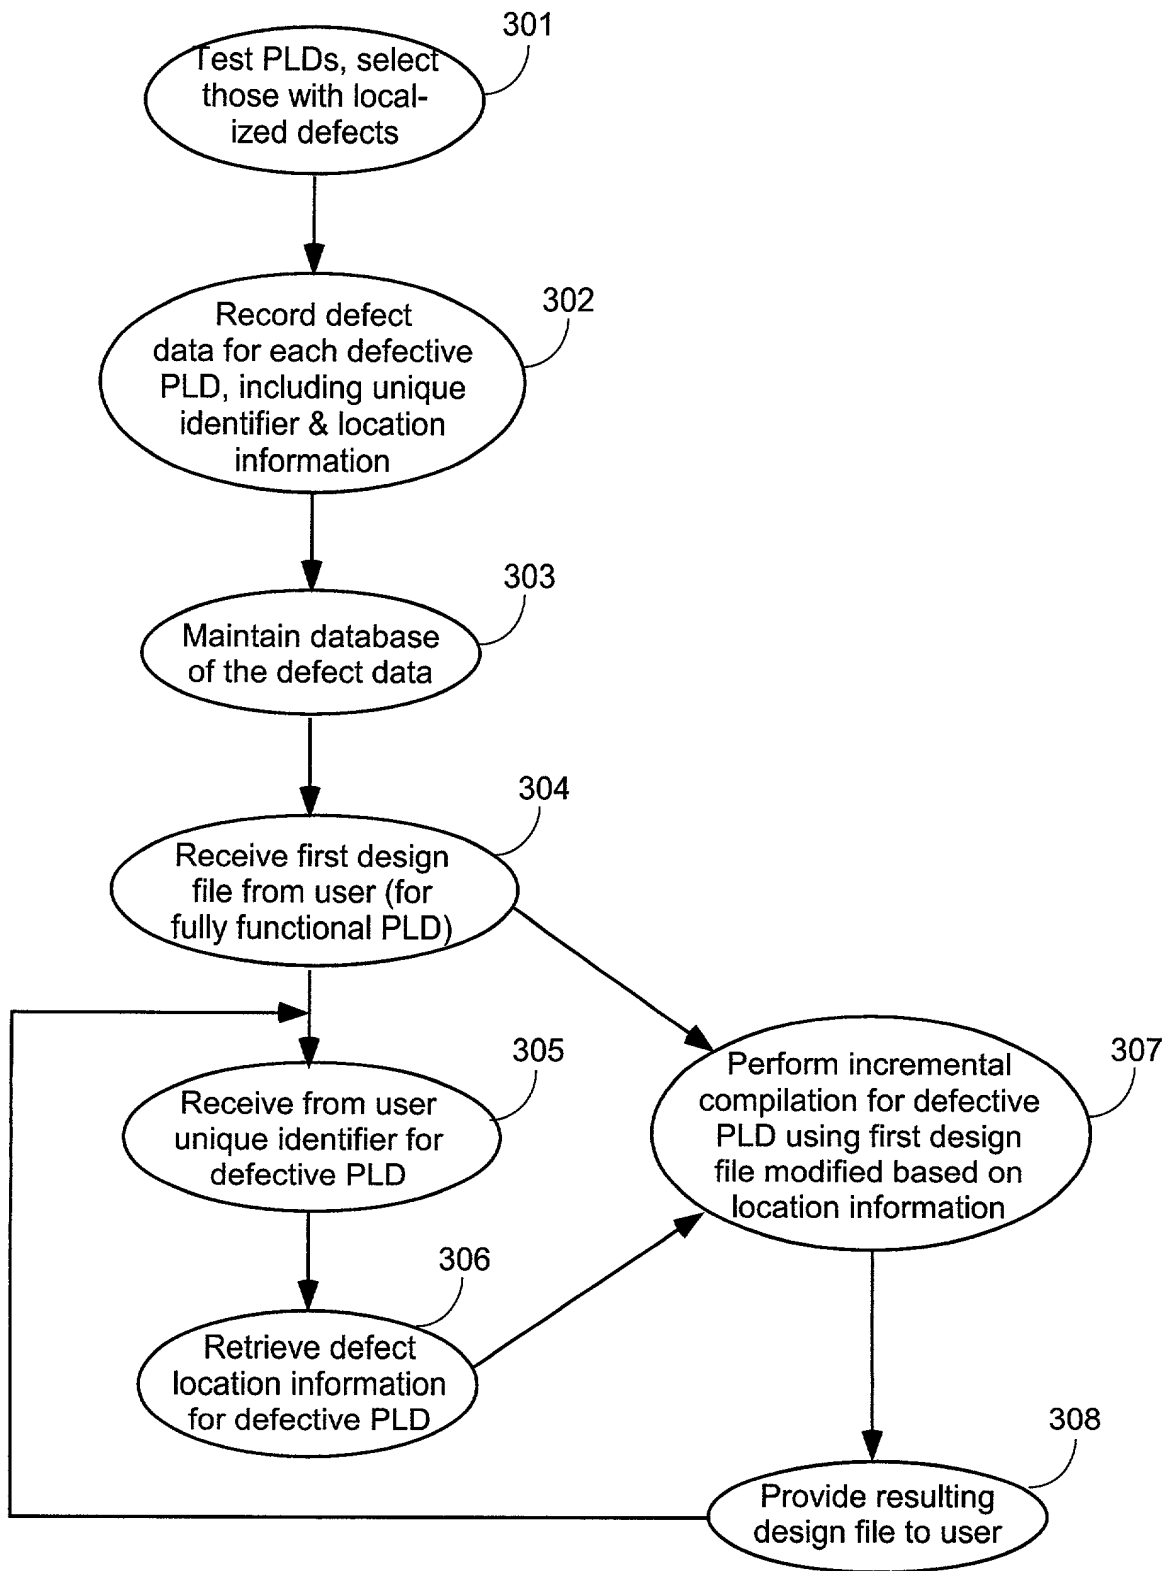 301
Test PLDs, select
those with local-
ized defects
302
Record defect
data for each defective
PLD, including unique
identifier & location
information
303
Maintain database
of the defect data
304
Receive first design
file from user (for
fully functional PLD)
305
Receive from user
unique identifier for
defective PLD
307
Perform incremental
compilation for defective
PLD using first design
file modified based on
location information
306
Retrieve defect
location information
for defective PLD
308
Provide resulting
design file to user